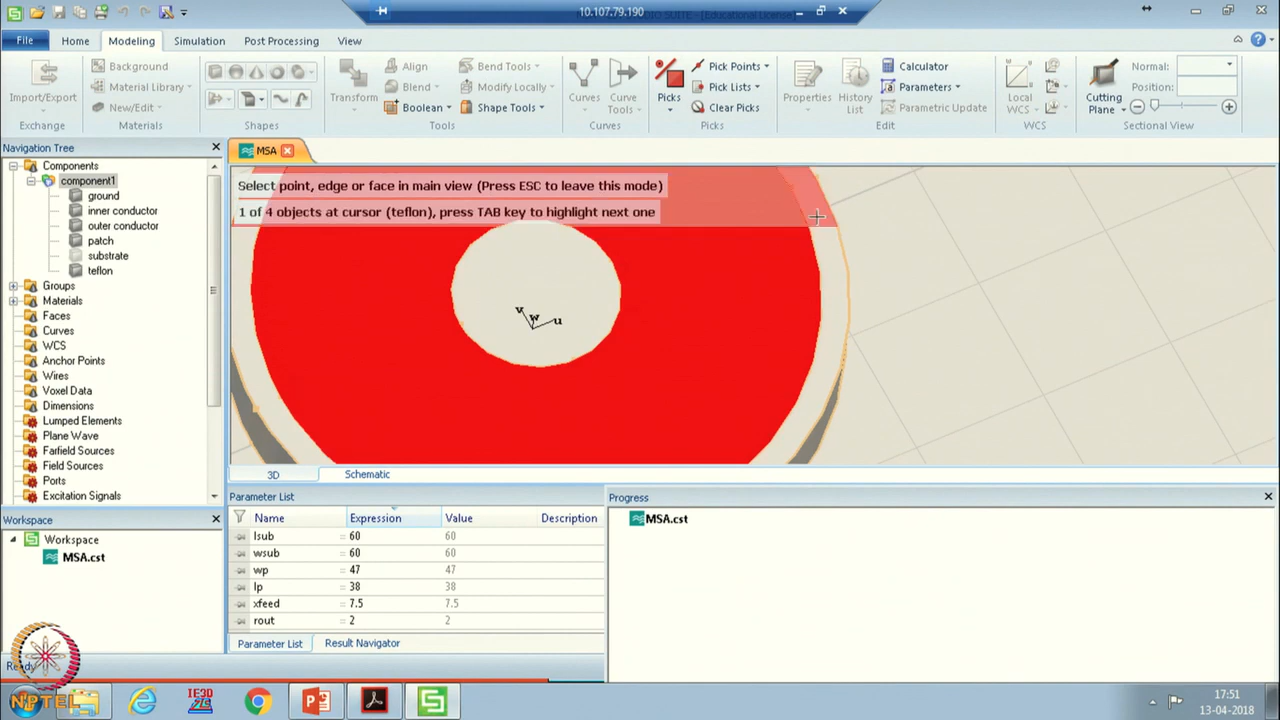 10.107.79.190
File
Home
Modeling
Simulation
Post Processing
View
Import/Export
Exchange
Background
Material Library
New/Edit
Materials
Shapes
Transform
Align
Blend
Boolean
Bend Tools
Modify Locally
Shape Tools
Tools
Curves
Curve Tools
Curves
Picks
Pick Points
Pick Lists
Clear Picks
Picks
Properties
History List
Calculator
Parameters
Parametric Update
Edit
Local WCS
WCS
Cutting Plane
Normal:
Position:
Sectional View
Navigation Tree
Components
component1
ground
inner conductor
outer conductor
patch
substrate
teflon
Groups
Materials
Faces
Curves
WCS
Anchor Points
Wires
Voxel Data
Dimensions
Lumped Elements
Plane Wave
Farfield Sources
Field Sources
Ports
Excitation Signals
MSA
Select point, edge or face in main view (Press ESC to leave this mode)
1 of 4 objects at cursor (teflon), press TAB key to highlight next one
v
w
u
3D
Schematic
Workspace
Workspace
MSA.cst
Parameter List
Name Expression Value Description
lsub = 60 60
wsub = 60 60
wp = 47 47
lp = 38 38
xfeed = 7.5 7.5
rout = 2 2
Parameter List
Result Navigator
Progress
MSA.cst
NPTEL
IE3D
17:51
13-04-2018